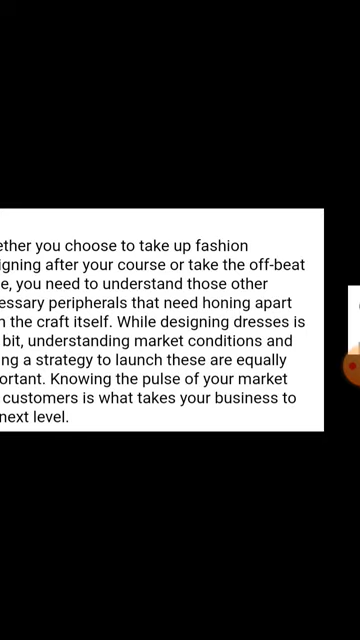 ether you choose to take up fashion
igning after your course or take the off-beat
e, you need to understand those other
essary peripherals that need honing apart
n the craft itself. While designing dresses is
bit, understanding market conditions and
ng a strategy to launch these are equally
ortant. Knowing the pulse of your market
customers is what takes your business to
next level.